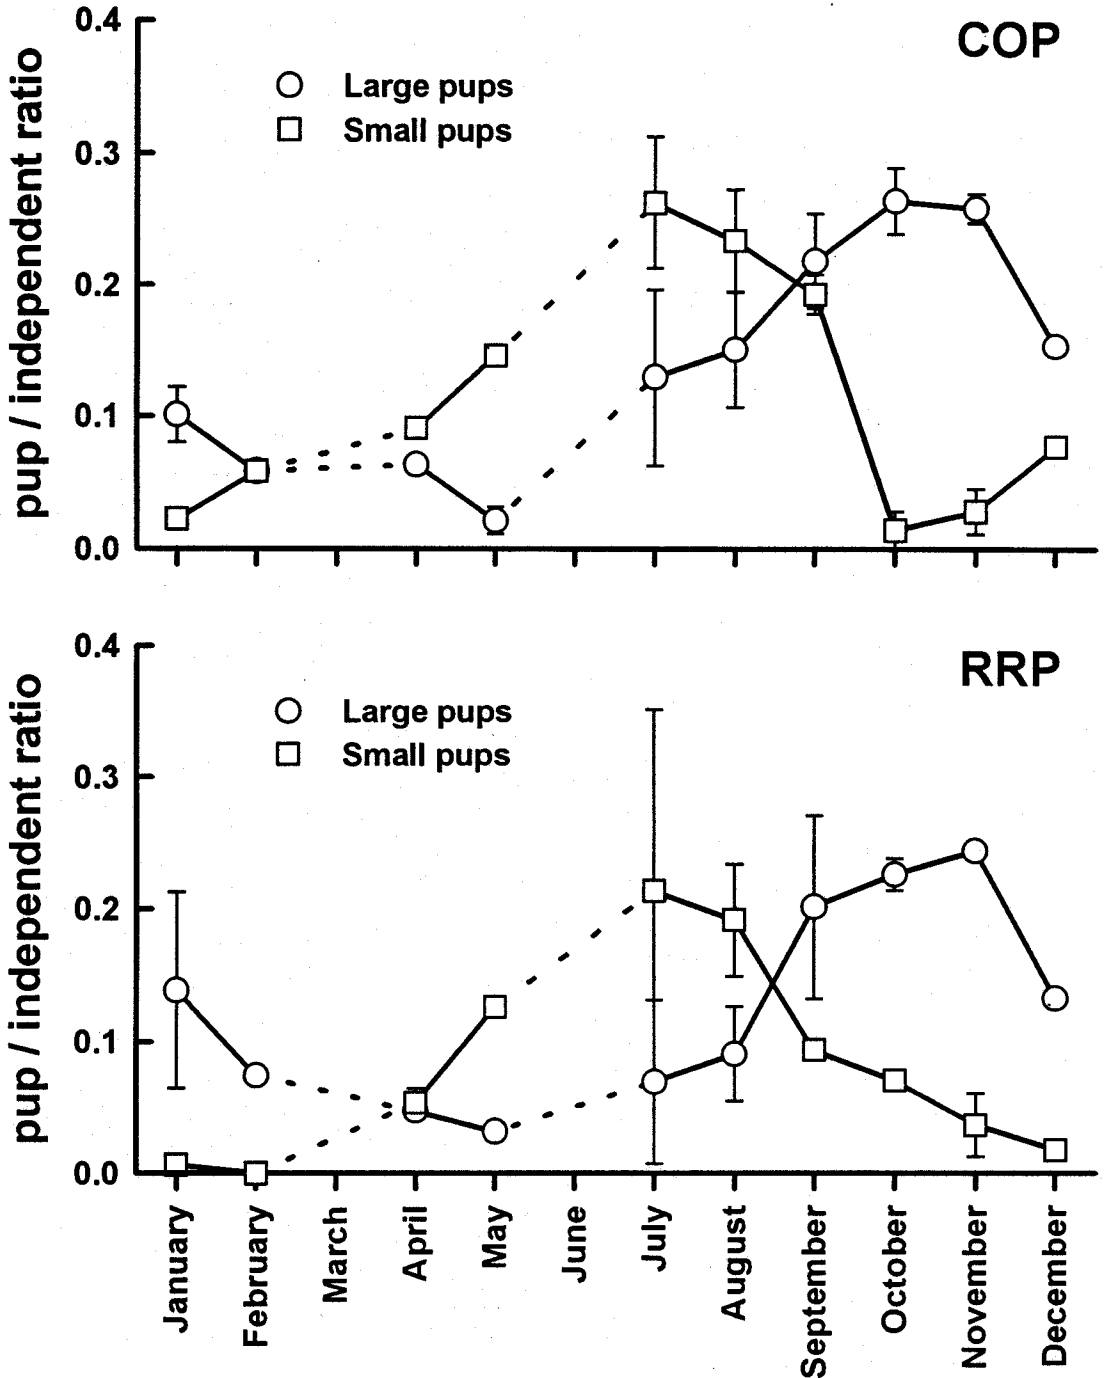 COP
pup / independent ratio
0.4
0.3
0.2
0.1
0.0
Large pups
Small pups
RRP
pup / independent ratio
0.4
0.3
0.2
0.1
0.0
Large pups
Small pups
January
February
March
April
May
June
July
August
September
October
November
December